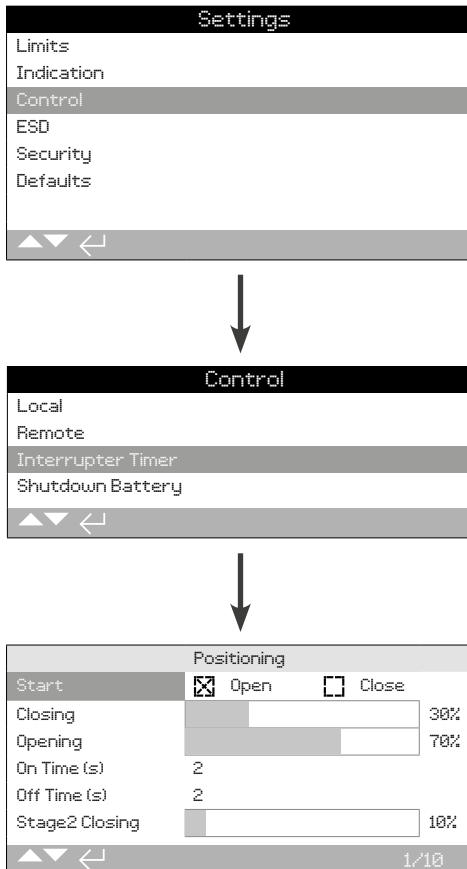 Settings
Limits
Indication
Control
ESD
Security
Defaults
Control
Local
Remote
Interrupter Timer
Shutdown Battery
Positioning
Start Open Close
Closing 30%
Opening 70%
On Time (s) 2
Off Time (s) 2
Stage2 Closing 10%
1/10